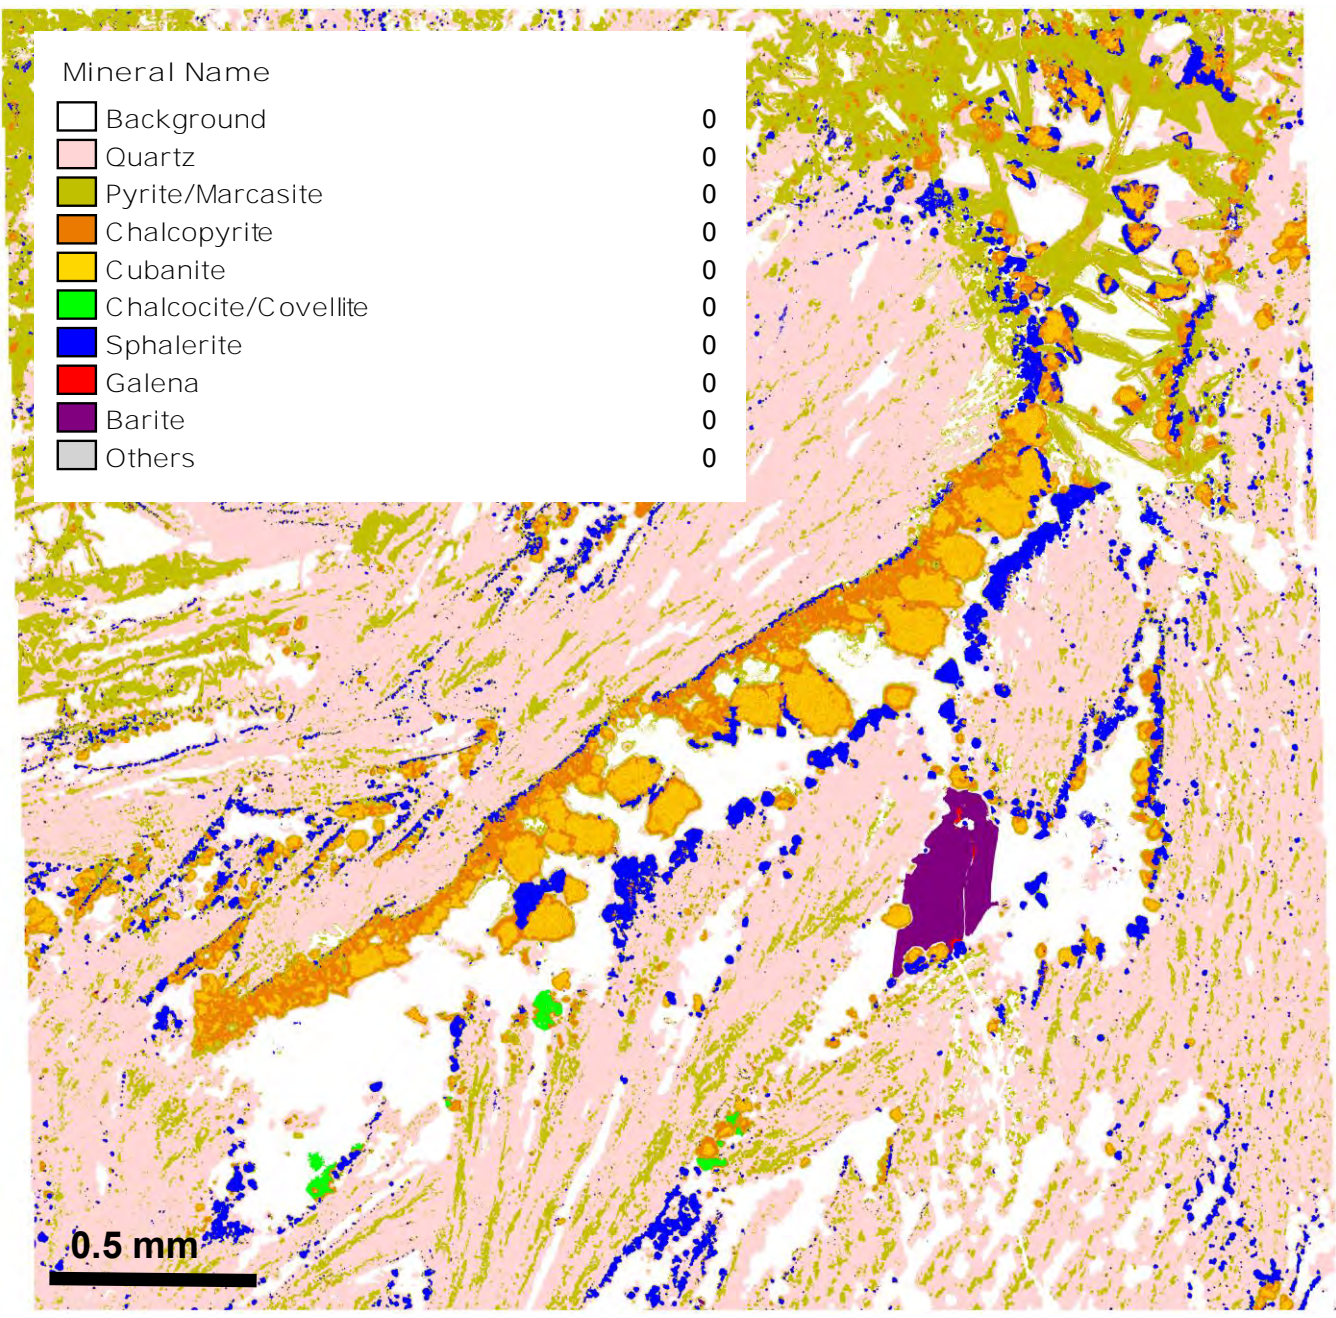 Mineral Name
Background 0
Quartz 0
Pyrite/Marcasite 0
Chalcopyrite 0
Cubanite 0
Chalcocite/Covellite 0
Sphalerite 0
Galena 0
Barite 0
Others 0
0.5 mm